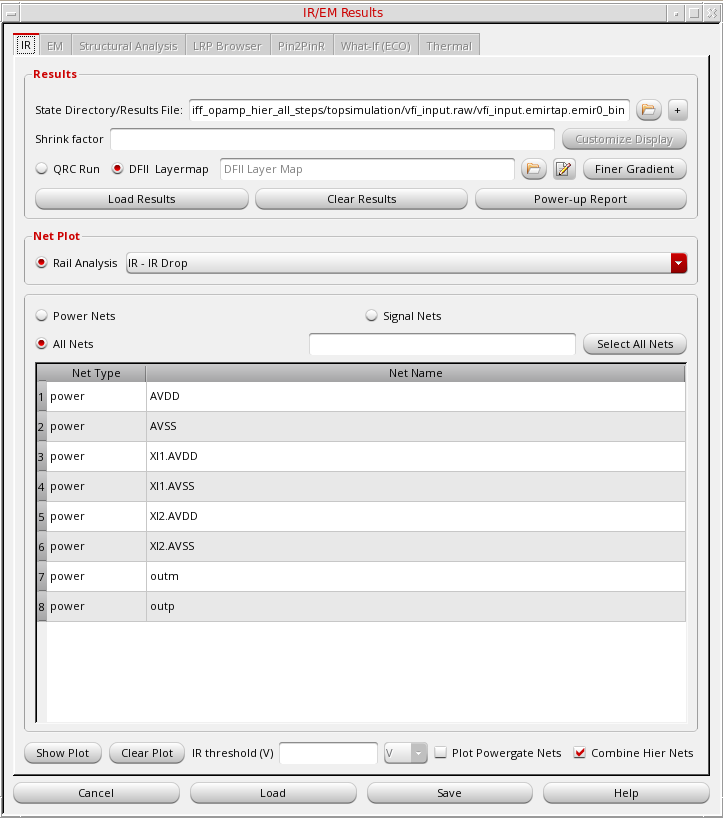 IR/EM Results
IR EM Structural Analysis LRP Browser Pin2PinR What-If (ECO) Thermal
Results
State Directory/Results File: iff_opamp_hier_all_steps/topsimulation/vfi_input.raw/vfi_input.emirtap.emir0_bin +
Shrink factor Customize Display
QRC Run DFII Layermap DFII Layer Map Finer Gradient
Load Results Clear Results Power-up Report
Net Plot
Rail Analysis IR - IR Drop
Power Nets Signal Nets
All Nets Select All Nets
Net Type Net Name
1 power AVDD
2 power AVSS
3 power XI1.AVDD
4 power XI1.AVSS
5 power XI2.AVDD
6 power XI2.AVSS
7 power outm
8 power outp
Show Plot Clear Plot IR threshold (V) V Plot Powergate Nets Combine Hier Nets
Cancel Load Save Help